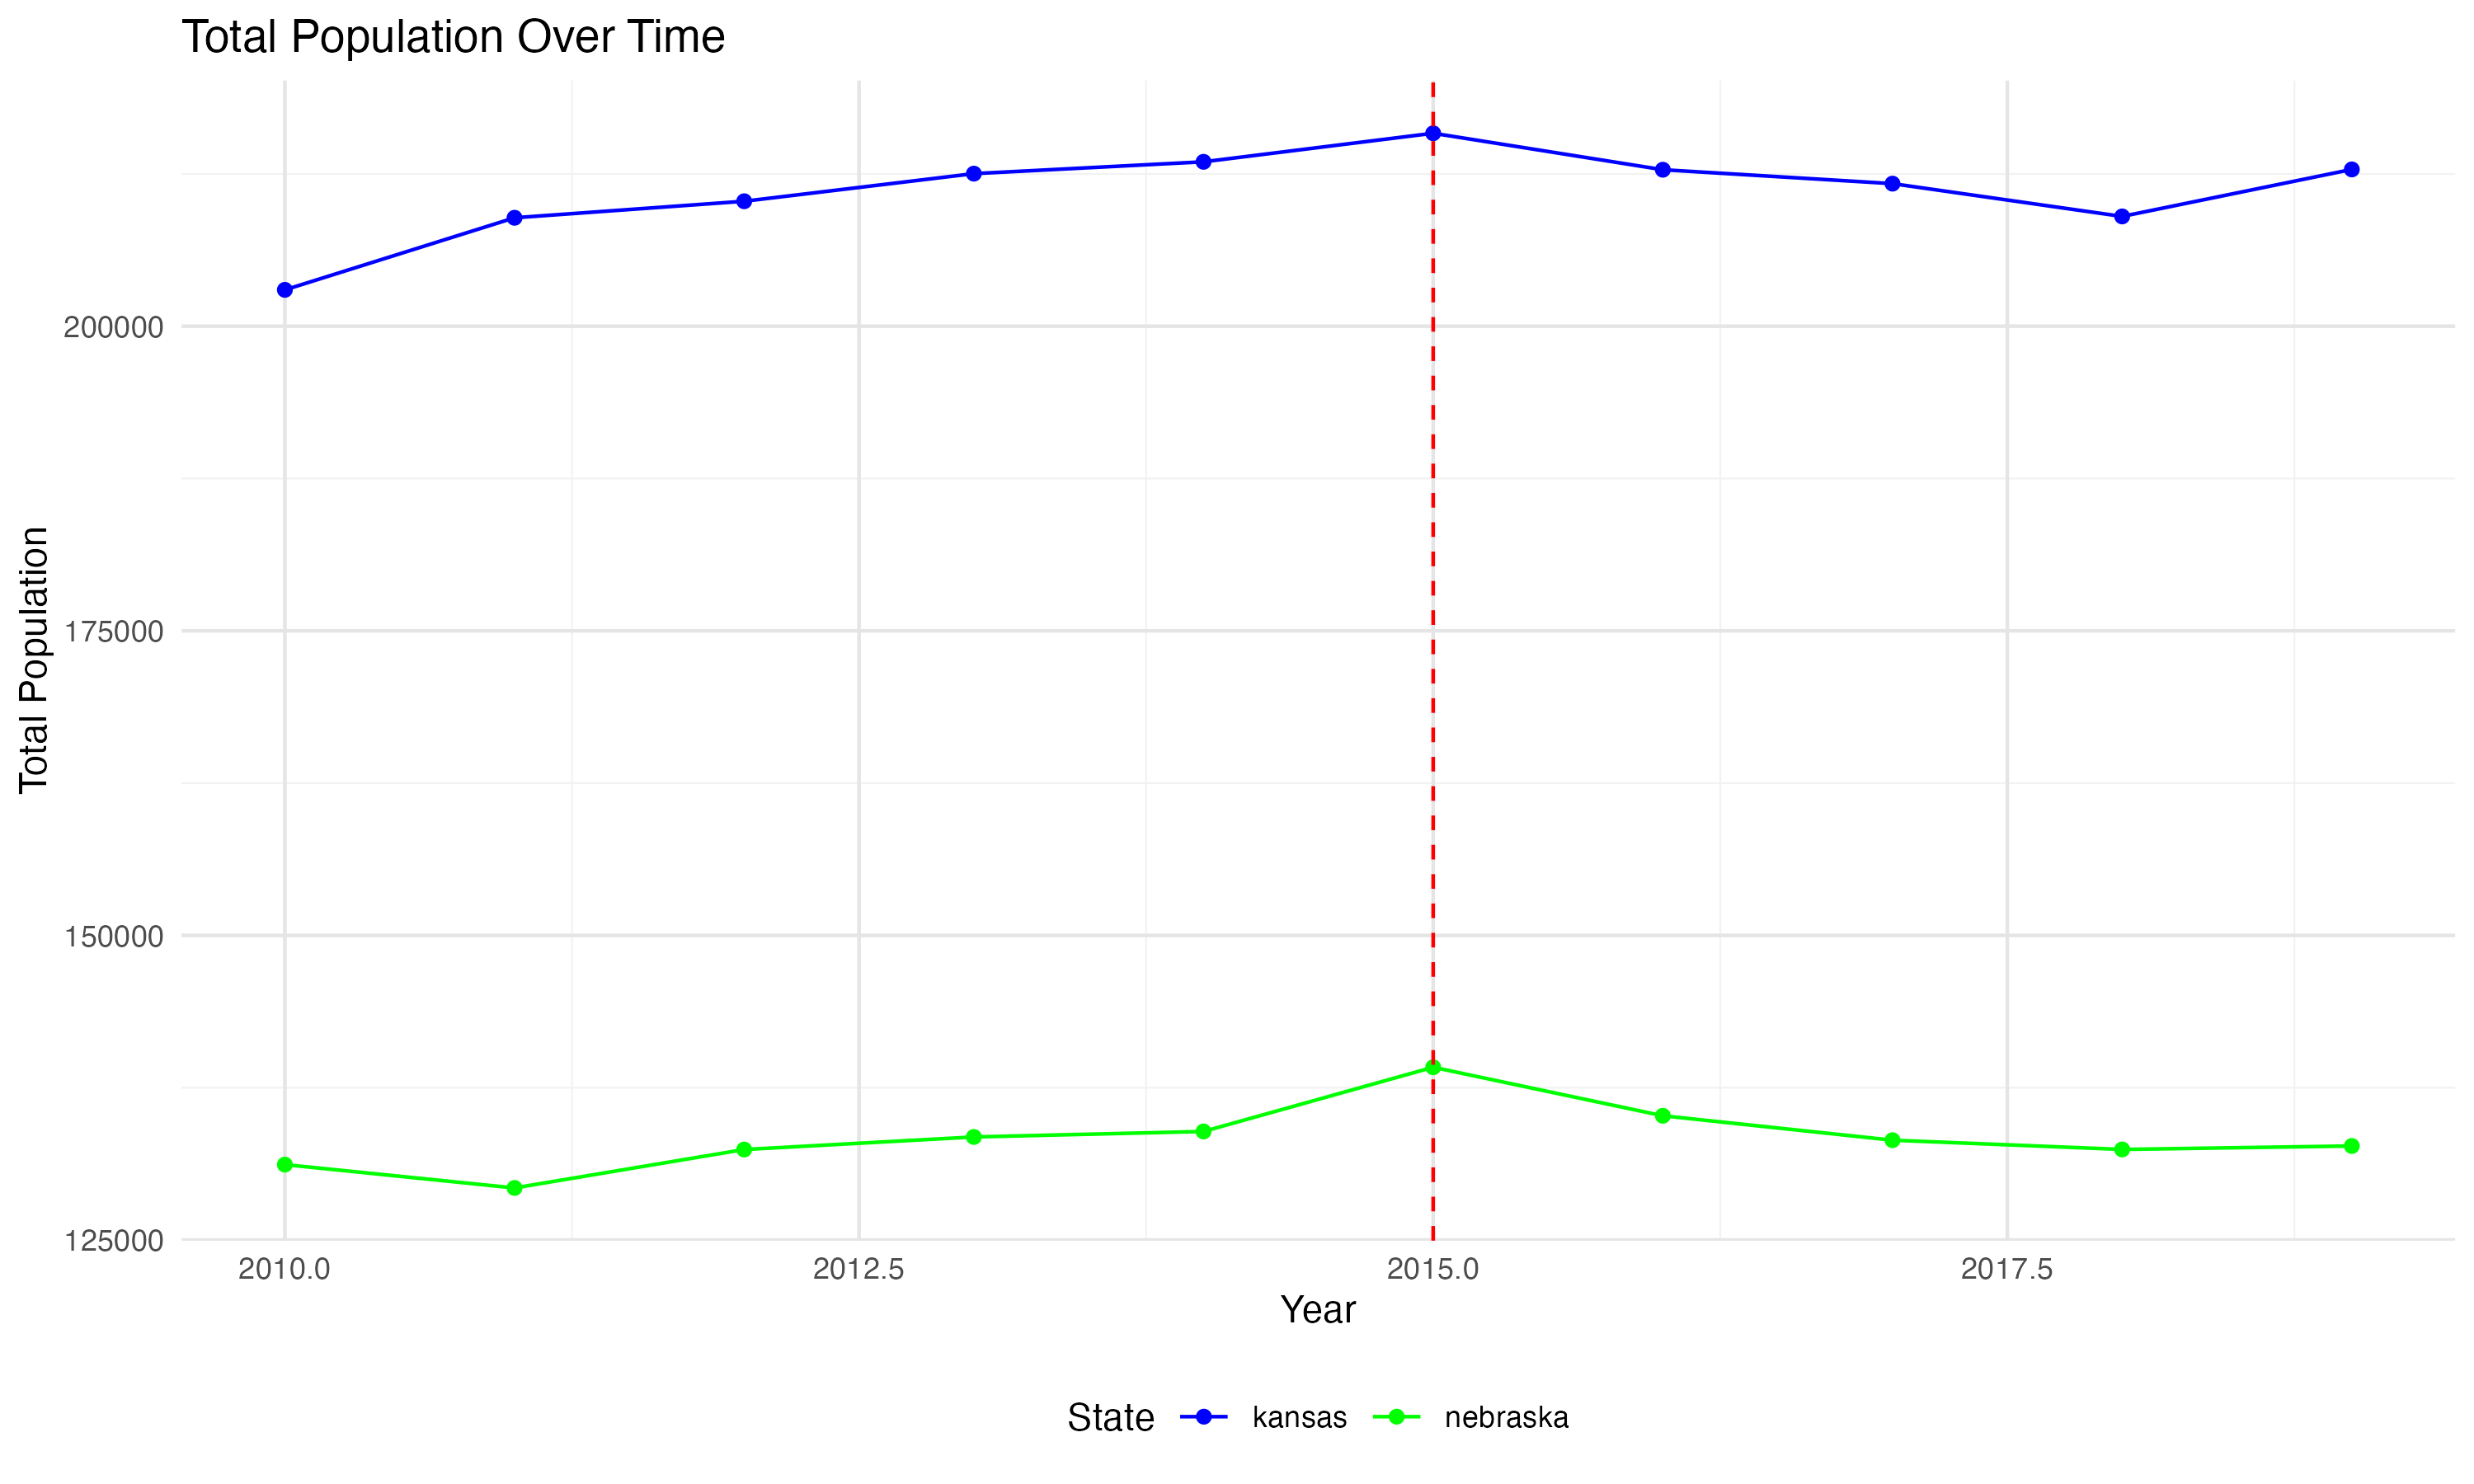 Total Population Over Time
Total Population
200000
175000
150000
125000
2010.0 2012.5 2015.0 2017.5
Year
State kansas nebraska